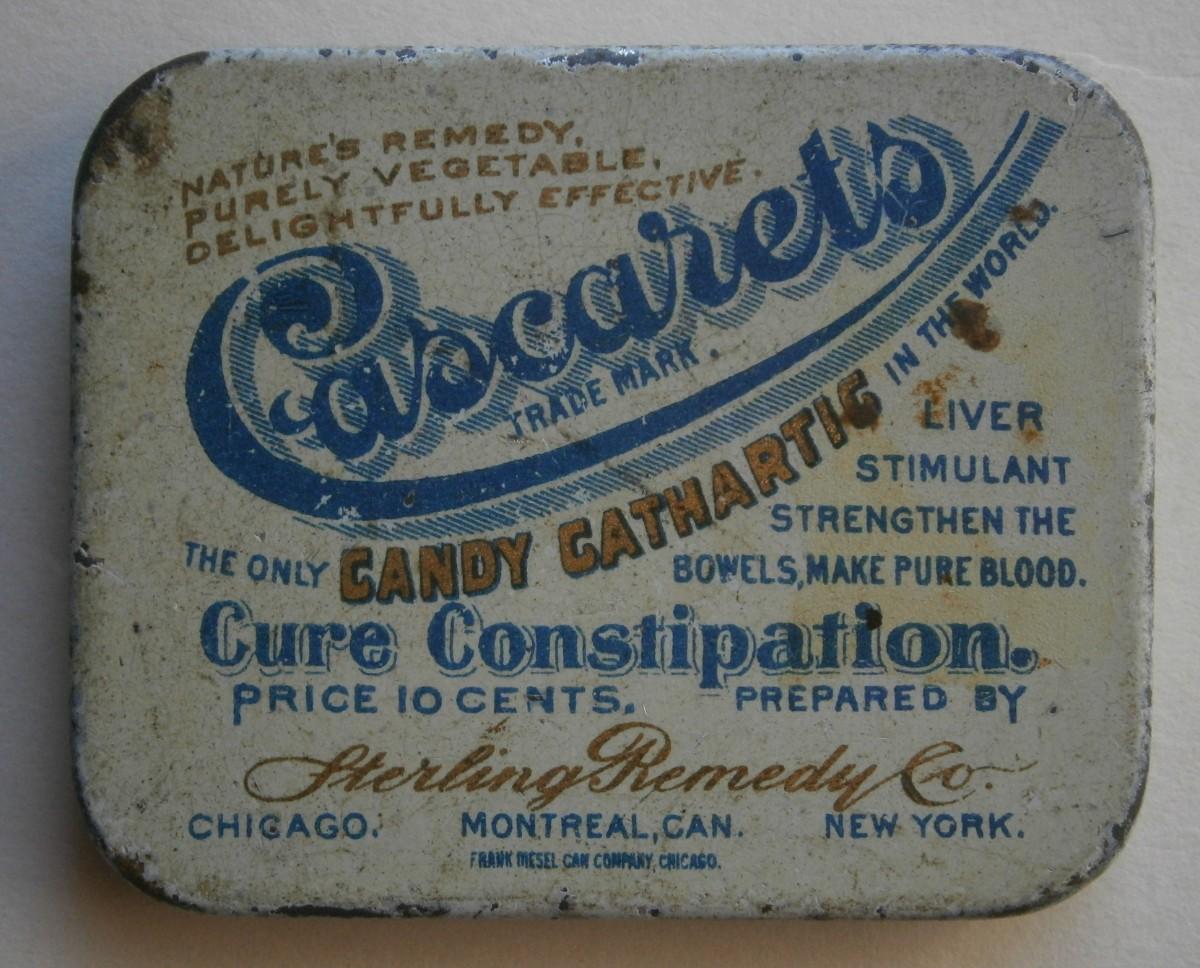 NATURE'S REMEDY,
PURELY VEGETABLE,
DELIGHTFULLY EFFECTIVE.
Cascarets
TRADE MARK.
THE ONLY CANDY CATHARTIC IN THE WORLD.
LIVER
STIMULANT
STRENGTHEN THE
BOWELS, MAKE PURE BLOOD.
Cure Constipation.
PRICE 10 CENTS. PREPARED BY
Sterling Remedy Co.
CHICAGO. MONTREAL, CAN. NEW YORK.
FRANK DIESEL CAN COMPANY, CHICAGO.